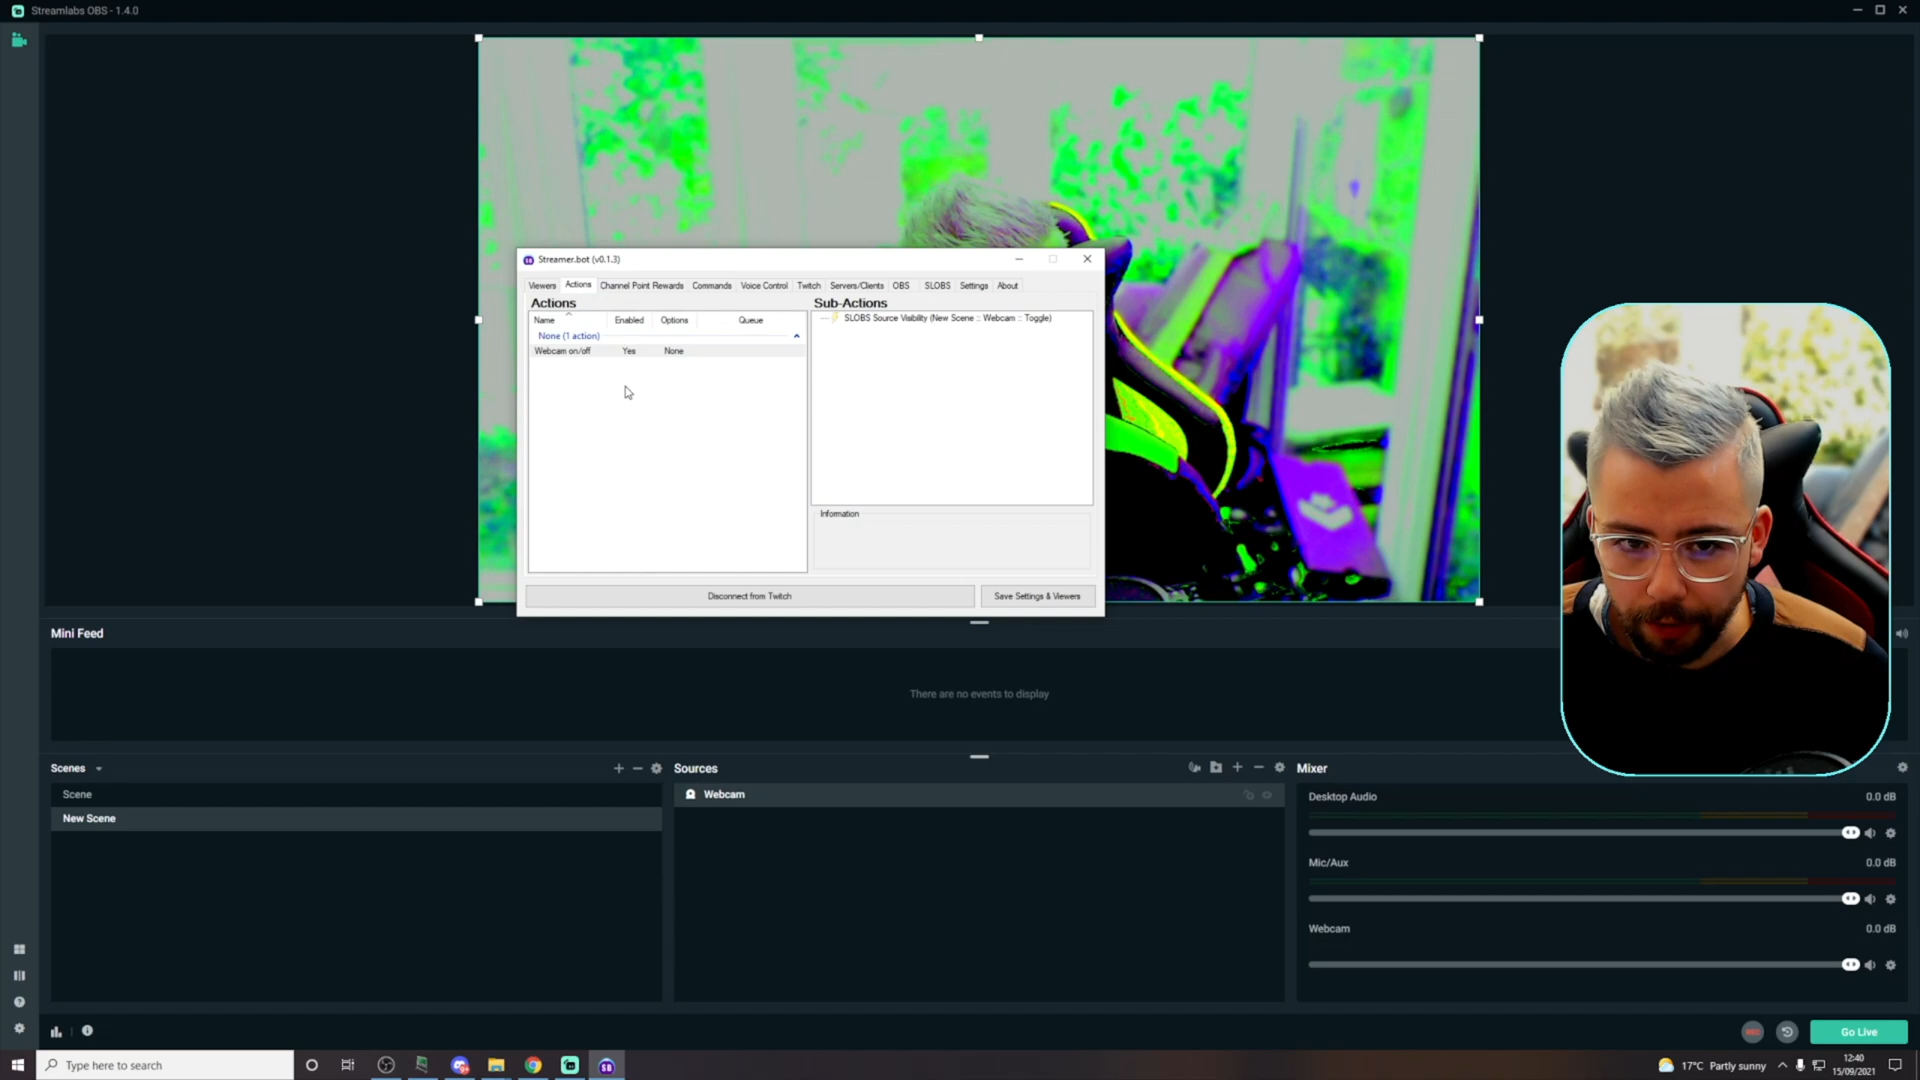 Streamlabs OBS - 1.4.0
Streamer.bot (v0.1.3)
Viewers Actions Channel Point Rewards Commands Voice Control Twitch Servers/Clients OBS SLOBS Settings About
Actions
Name Enabled Options Queue
None (1 action)
Webcam on/off Yes None
Sub-Actions
SLOBS Source Visibility (New Scene :: Webcam :: Toggle)
Information
Disconnect from Twitch
Save Settings & Viewers
Mini Feed
There are no events to display
Scenes
Scene
New Scene
Sources
Webcam
Mixer
Desktop Audio 0.0 dB
Mic/Aux 0.0 dB
Webcam 0.0 dB
REC
Go Live
Type here to search
17°C Partly sunny
12:40
15/09/2021